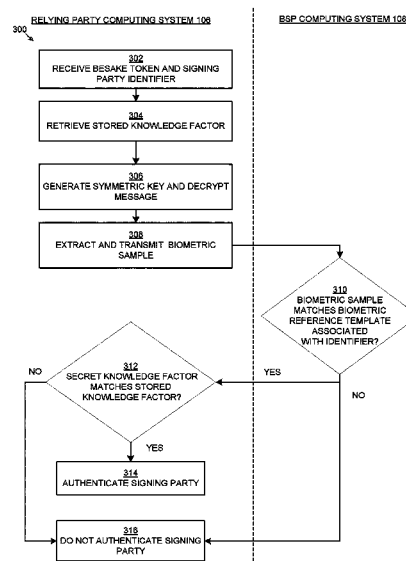 RELYING PARTY COMPUTING SYSTEM 106
BSP COMPUTING SYSTEM 108
300
302
RECEIVE BESAKE TOKEN AND SIGNING
PARTY IDENTIFIER
304
RETRIEVE STORED KNOWLEDGE FACTOR
306
GENERATE SYMMETRIC KEY AND DECRYPT
MESSAGE
308
EXTRACT AND TRANSMIT BIOMETRIC
SAMPLE
310
BIOMETRIC SAMPLE
MATCHES BIOMETRIC
REFERENCE TEMPLATE
ASSOCIATED
WITH IDENTIFIER?
312
SECRET KNOWLEDGE FACTOR
MATCHES STORED
KNOWLEDGE FACTOR?
NO
YES
NO
YES
314
AUTHENTICATE SIGNING PARTY
316
DO NOT AUTHENTICATE SIGNING
PARTY